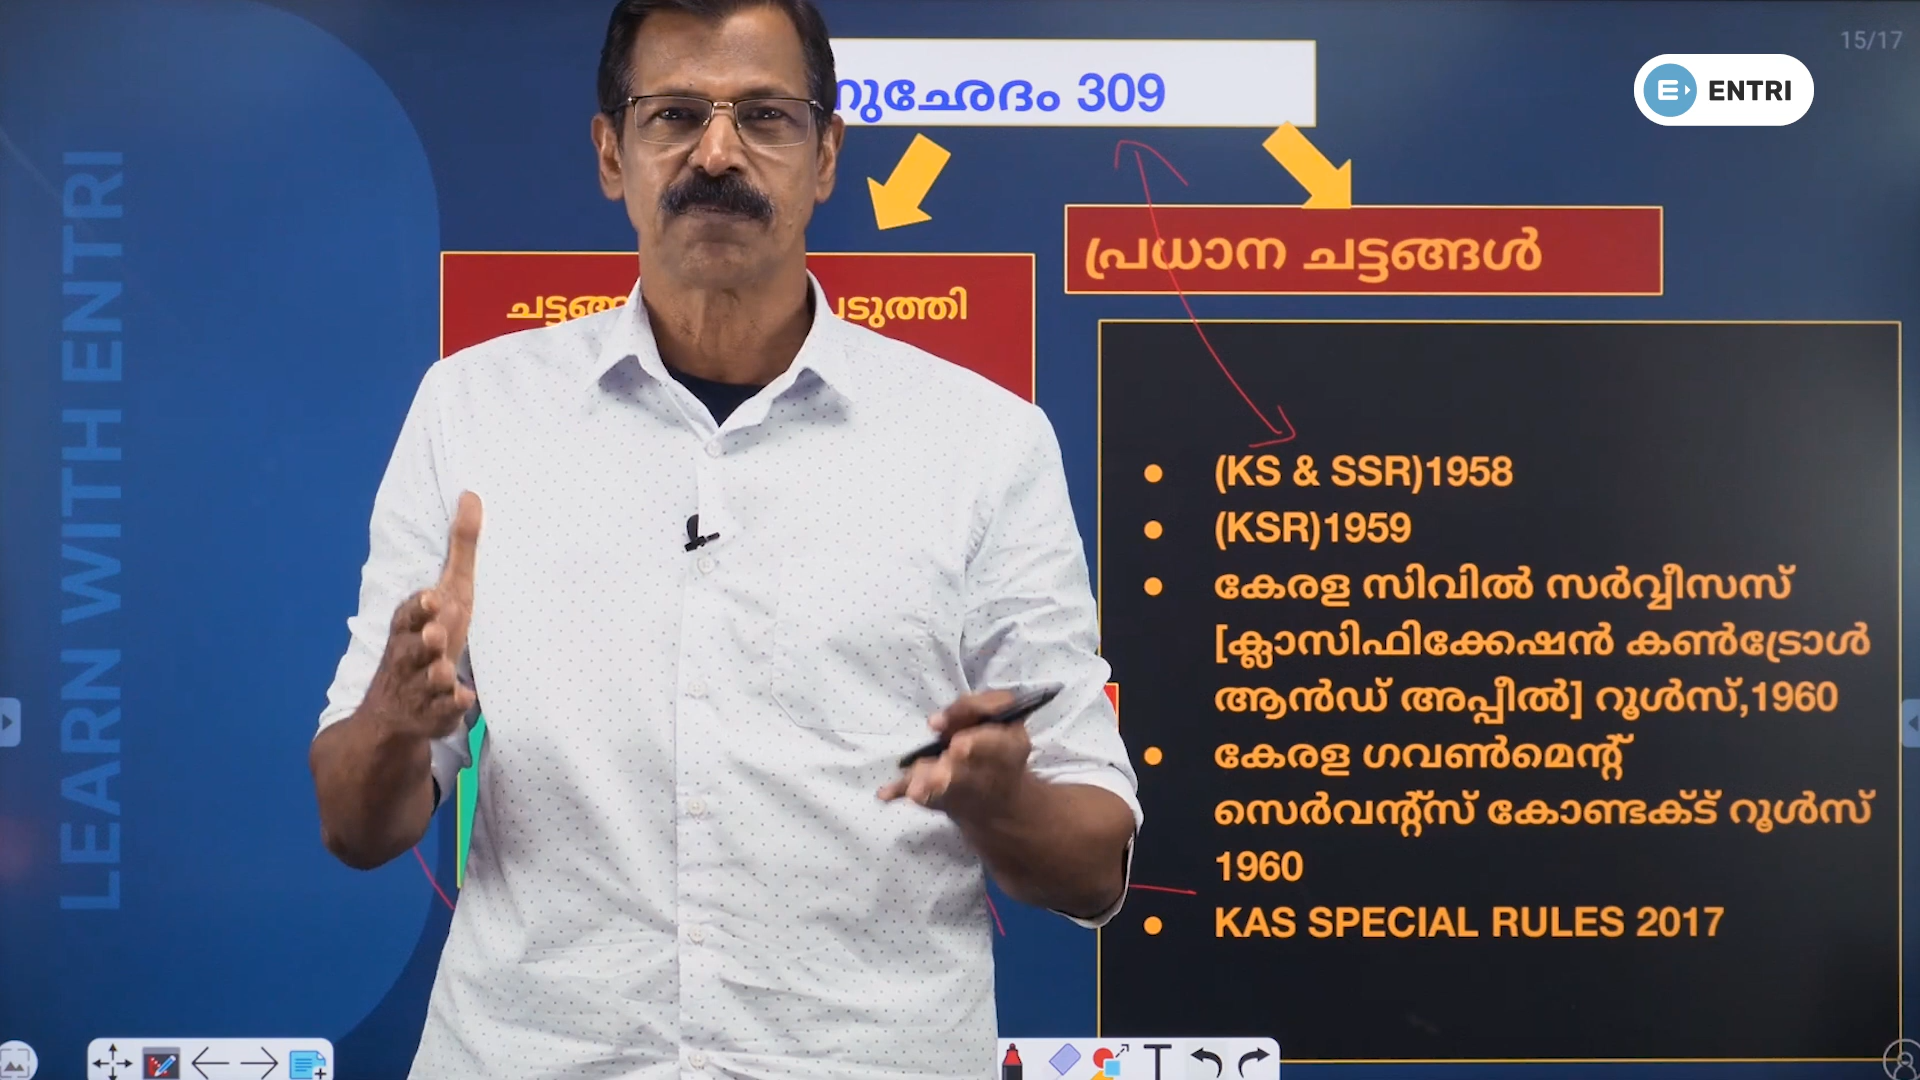 15/17
ENTRI
309
പ്രധാന ചട്ടങ്ങൾ
LEARN WITH ENTRI
(KS & SSR)1958
(KSR)1959
കേരള സിവിൽ സർവ്വീസസ്
[ക്ലാസിഫിക്കേഷൻ കൺട്രോൾ
ആൻഡ് അപ്പീൽ] റൂൾസ്,1960
കേരള ഗവൺമെന്റ്
സെർവന്റ്സ് കോണ്ടക്ട് റൂൾസ്
1960
KAS SPECIAL RULES 2017